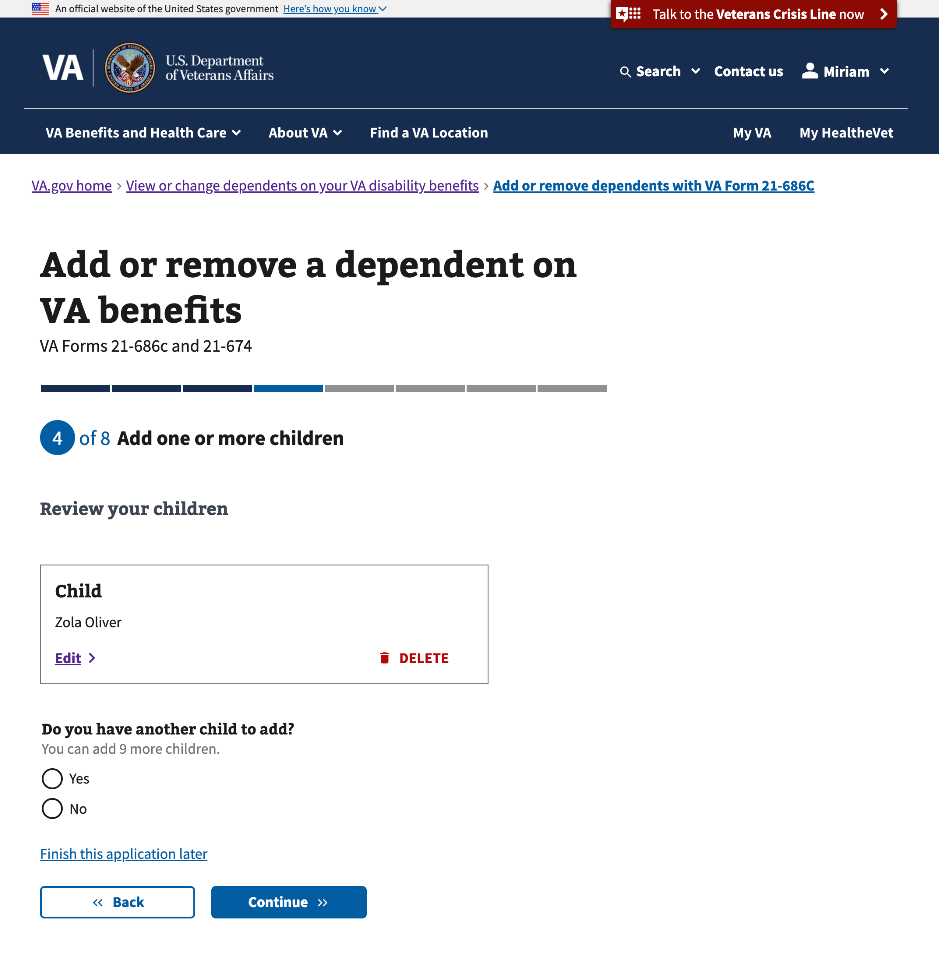 An official website of the United States government Here's how you know
Talk to the Veterans Crisis Line now
VA
U.S. Department
of Veterans Affairs
Search
Contact us
Miriam
VA Benefits and Health Care
About VA
Find a VA Location
My VA
My HealtheVet
VA.gov home › View or change dependents on your VA disability benefits › Add or remove dependents with VA Form 21-686C
Add or remove a dependent on
VA benefits
VA Forms 21-686c and 21-674
4 of 8 Add one or more children
Review your children
Child
Zola Oliver
Edit
DELETE
Do you have another child to add?
You can add 9 more children.
Yes
No
Finish this application later
« Back
Continue »